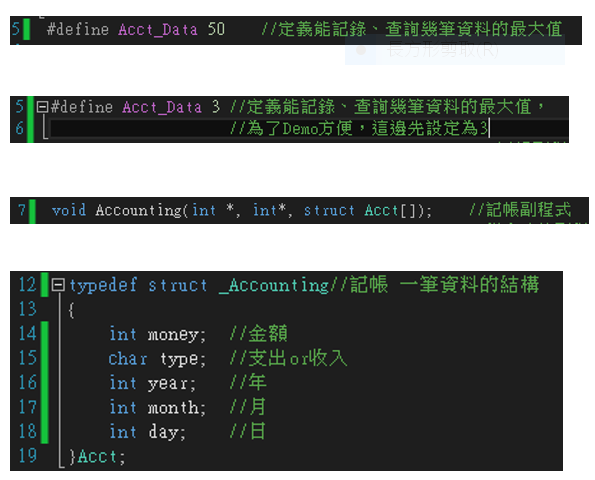 5 #define Acct_Data 50 //定義能記錄、查詢幾筆資料的最大值
長方形剪取(R)
5 #define Acct_Data 3 //定義能記錄、查詢幾筆資料的最大值，
6 //為了Demo方便，這邊先設定為3
7 void Accounting(int *, int*, struct Acct[]); //記帳副程式
12 typedef struct _Accounting//記帳 一筆資料的結構
13 {
14 int money; //金額
15 char type; //支出or收入
16 int year; //年
17 int month; //月
18 int day; //日
19 }Acct;